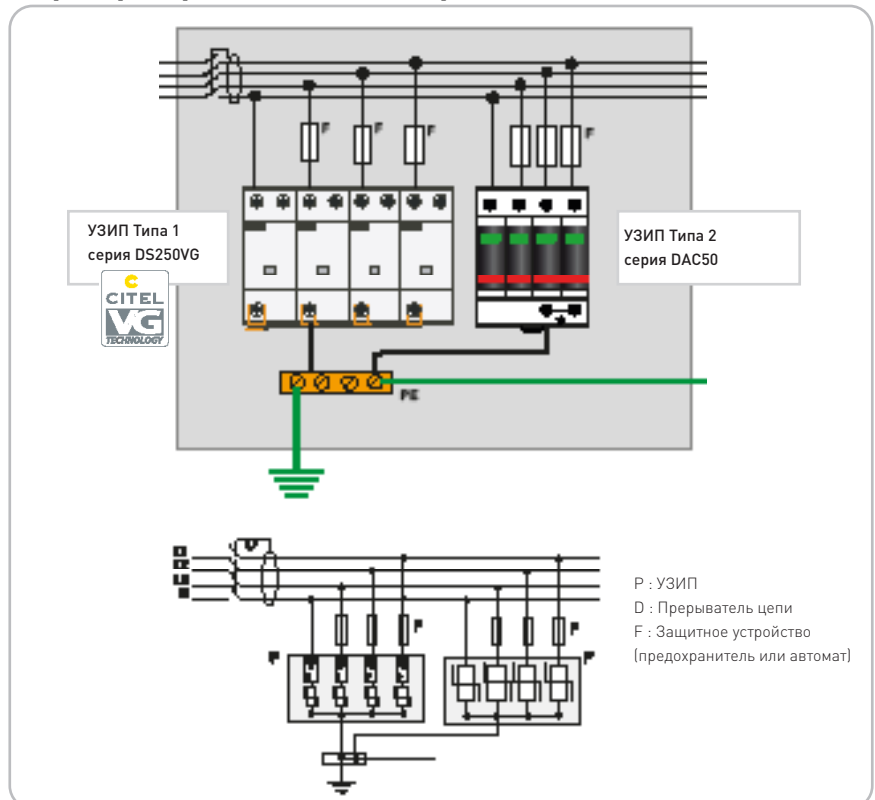 F
F
F
F
УЗИП Типа 1
серия DS250VG
CITEL
VG
TECHNOLOGY
УЗИП Типа 2
серия DAC50
PE
P : УЗИП
D : Прерыватель цепи
F : Защитное устройство
(предохранитель или автомат)